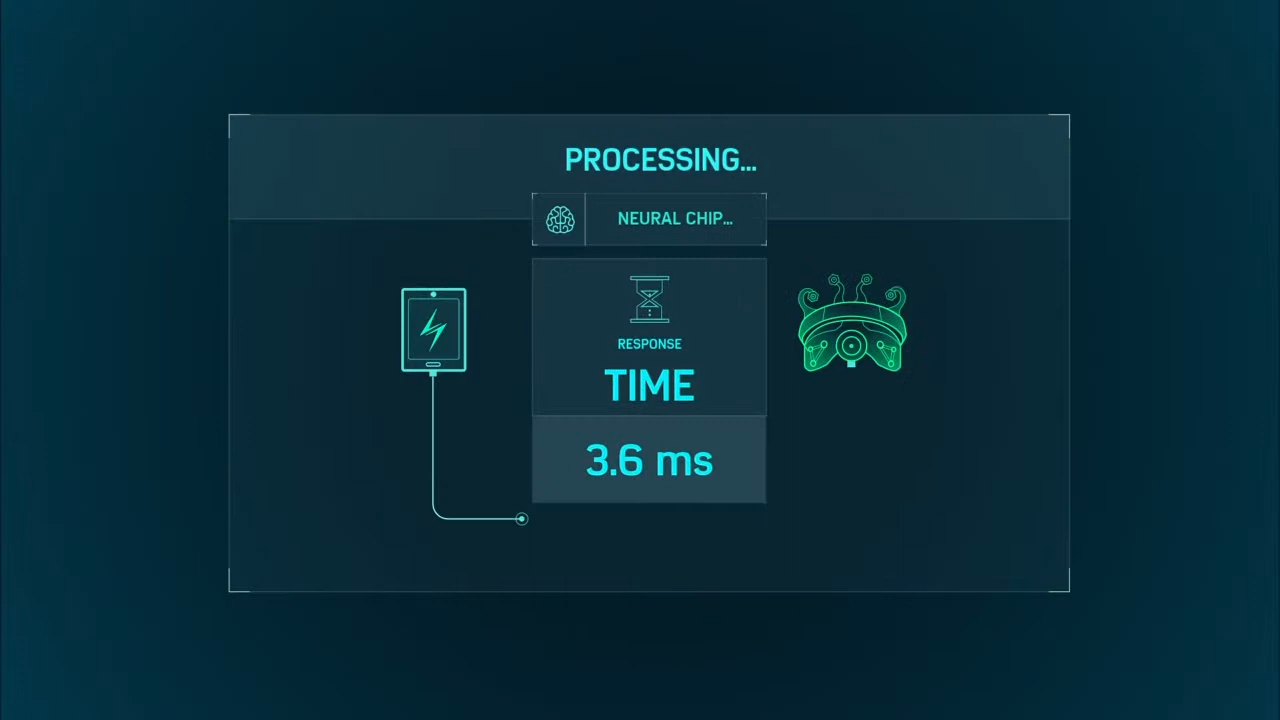 PROCESSING...
NEURAL CHIP...
RESPONSE
TIME
3.6 ms